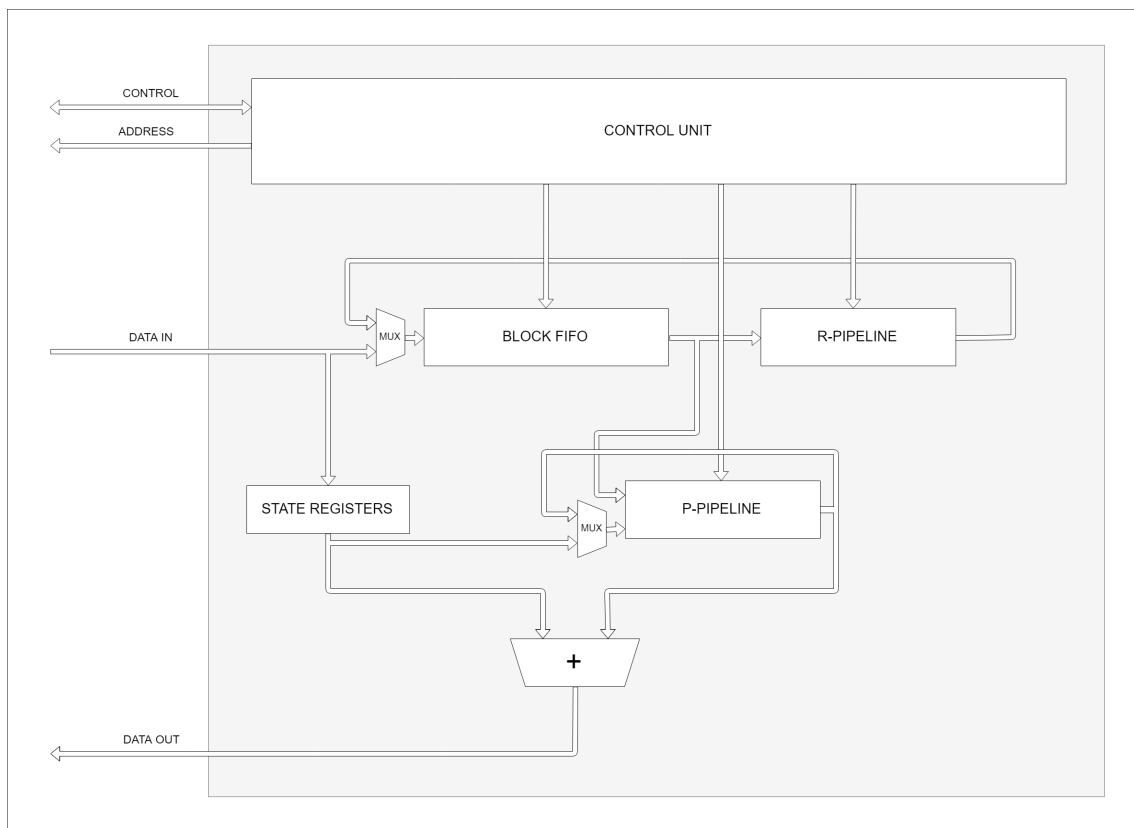 CONTROL
ADDRESS
CONTROL UNIT
DATA IN
MUX
BLOCK FIFO
R-PIPELINE
STATE REGISTERS
MUX
P-PIPELINE
+
DATA OUT